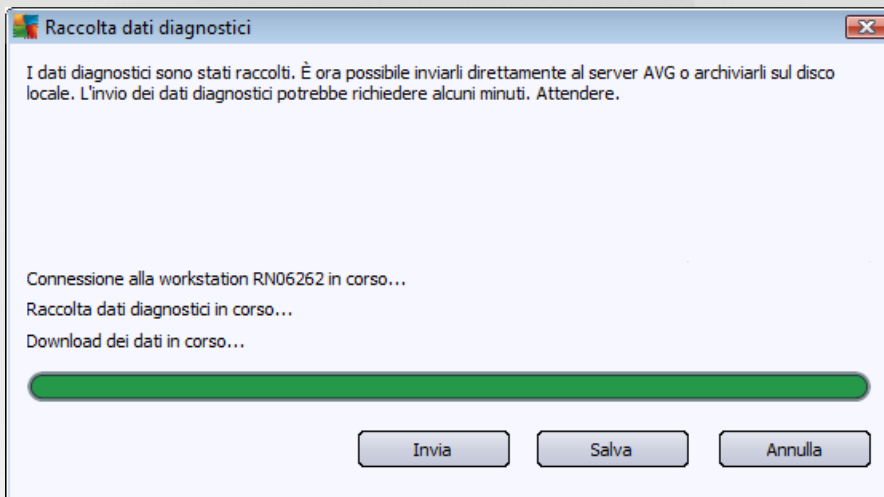 Raccolta dati diagnostici
I dati diagnostici sono stati raccolti. È ora possibile inviarli direttamente al server AVG o archiviarli sul disco
locale. L'invio dei dati diagnostici potrebbe richiedere alcuni minuti. Attendere.
Connessione alla workstation RN06262 in corso...
Raccolta dati diagnostici in corso...
Download dei dati in corso...
Invia
Salva
Annulla